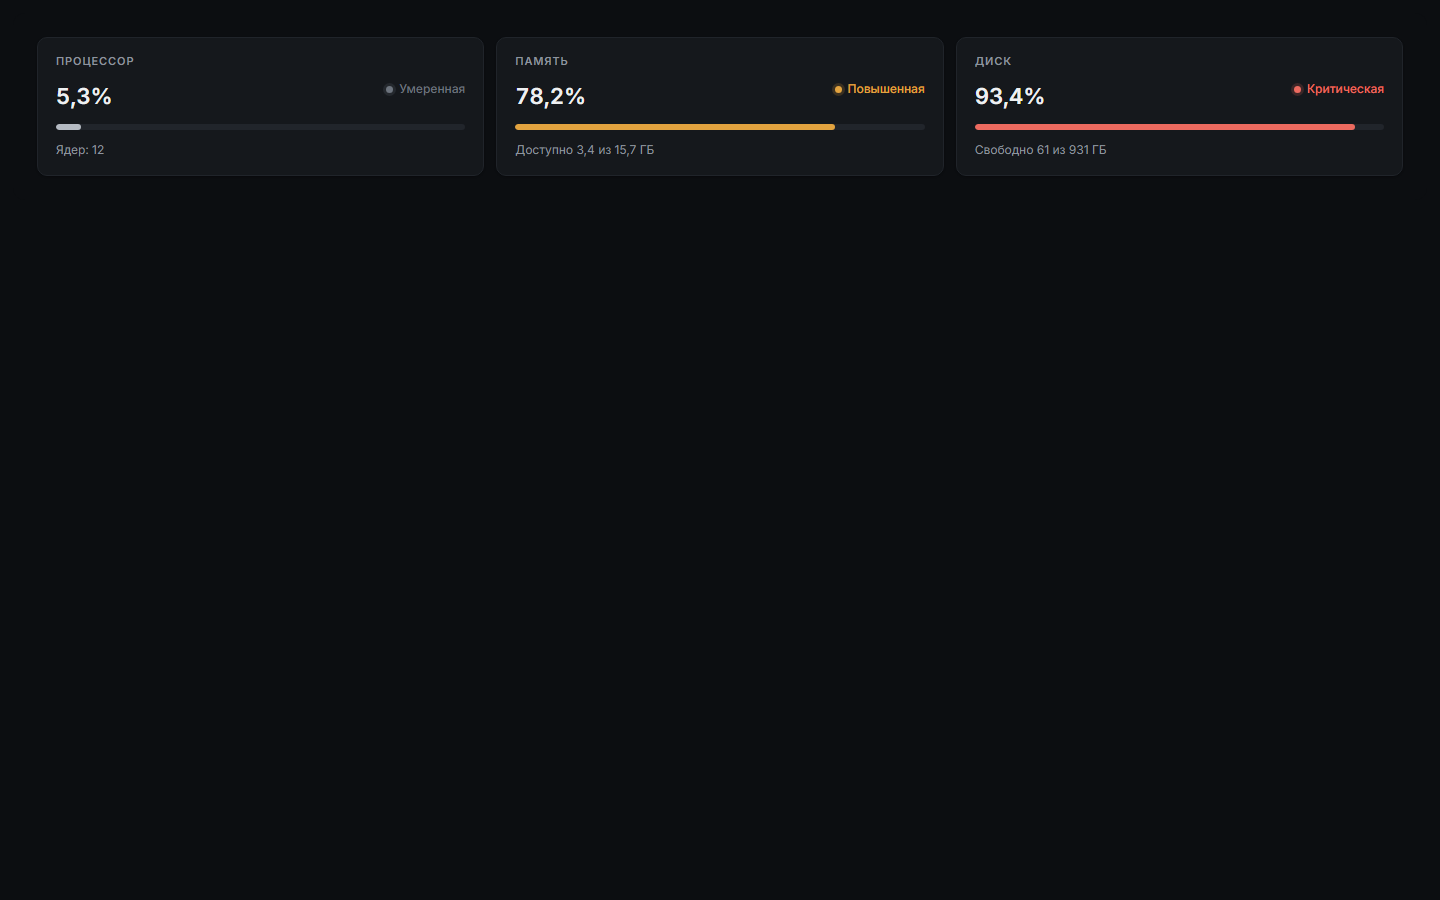 ПРОЦЕССОР
5,3%
Умеренная
Ядер: 12
ПАМЯТЬ
78,2%
Повышенная
Доступно 3,4 из 15,7 ГБ
ДИСК
93,4%
Критическая
Свободно 61 из 931 ГБ